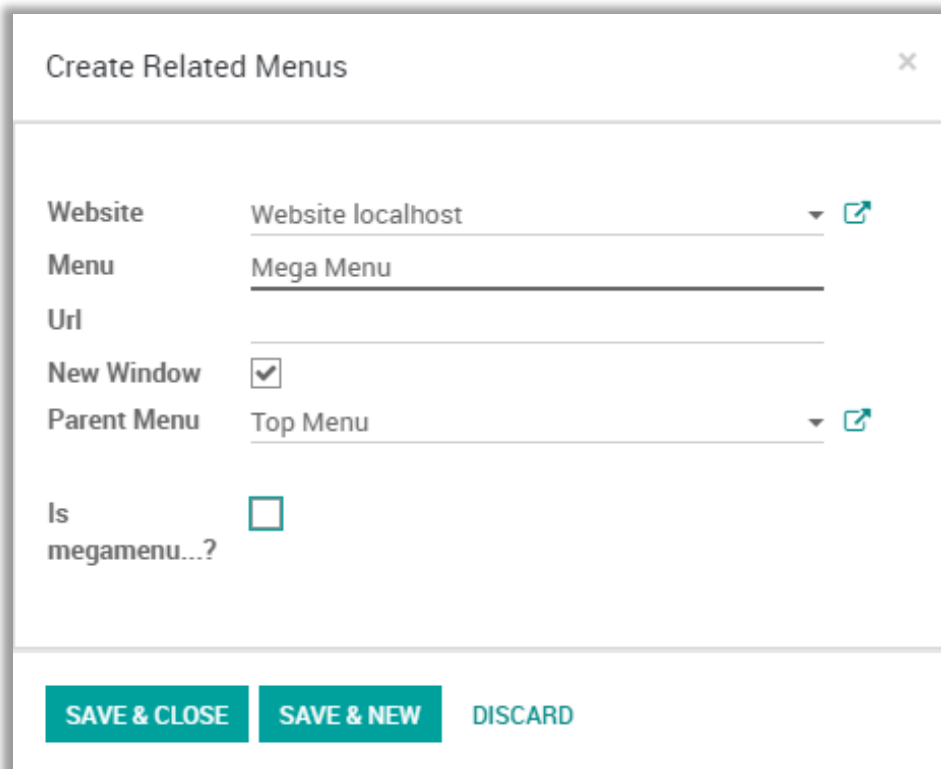 Create Related Menus ×
Website Website localhost
Menu Mega Menu
Url
New Window
Parent Menu Top Menu
Is
megamenu...?
SAVE & CLOSE SAVE & NEW DISCARD